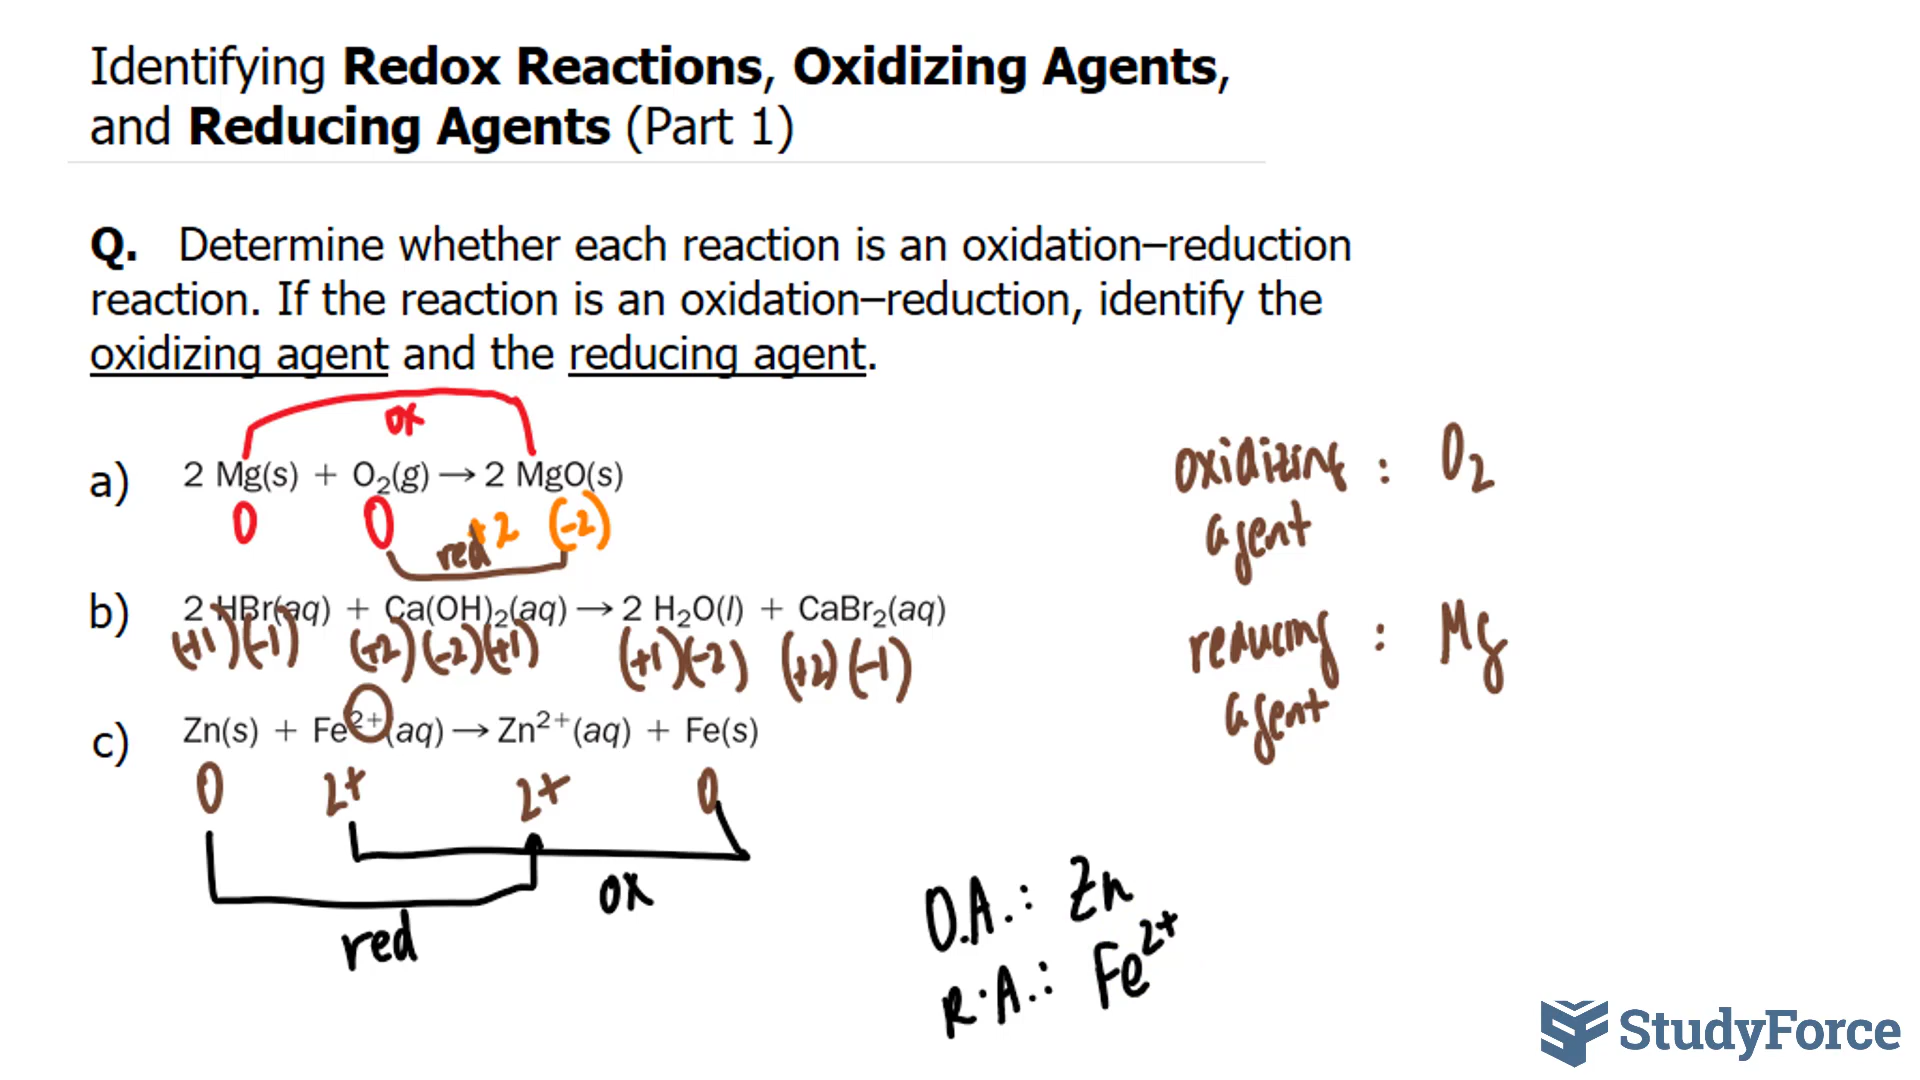 Identifying Redox Reactions, Oxidizing Agents,
and Reducing Agents (Part 1)
Q. Determine whether each reaction is an oxidation–reduction
reaction. If the reaction is an oxidation–reduction, identify the
oxidizing agent and the reducing agent.
ox
a) 2 Mg(s) + O₂(g) → 2 MgO(s)
0 0 +2 (-2)
red
b) 2 HBr(aq) + Ca(OH)₂(aq) → 2 H₂O(l) + CaBr₂(aq)
(+1)(-1) (+2)(-2)(+1) (+1)(-2) (+2)(-1)
c) Zn(s) + Fe²⁺(aq) → Zn²⁺(aq) + Fe(s)
0 2+ 2+ 0
ox
red
oxidizing : O₂
agent
reducing : Mg
agent
O.A.: Zn
R.A.: Fe²⁺
StudyForce